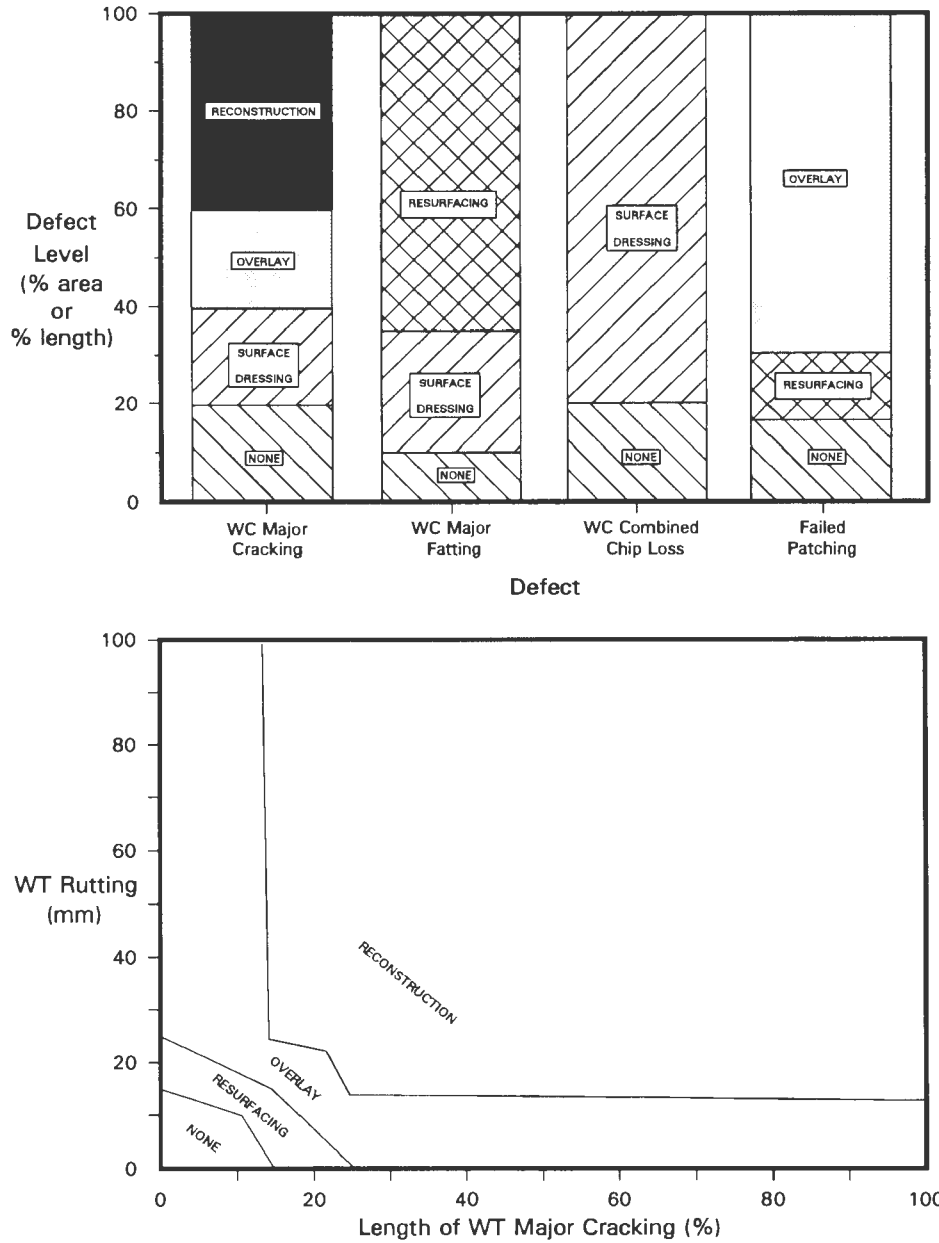 100
80
60
40
20
0
Defect
Level
(% area
or
% length)
RECONSTRUCTION
OVERLAY
SURFACE
DRESSING
NONE
RESURFACING
SURFACE
DRESSING
NONE
SURFACE
DRESSING
NONE
OVERLAY
RESURFACING
NONE
WC Major
Cracking
WC Major
Fatting
WC Combined
Chip Loss
Failed
Patching
Defect
100
80
60
40
20
0
WT Rutting
(mm)
RECONSTRUCTION
OVERLAY
RESURFACING
NONE
0 20 40 60 80 100
Length of WT Major Cracking (%)